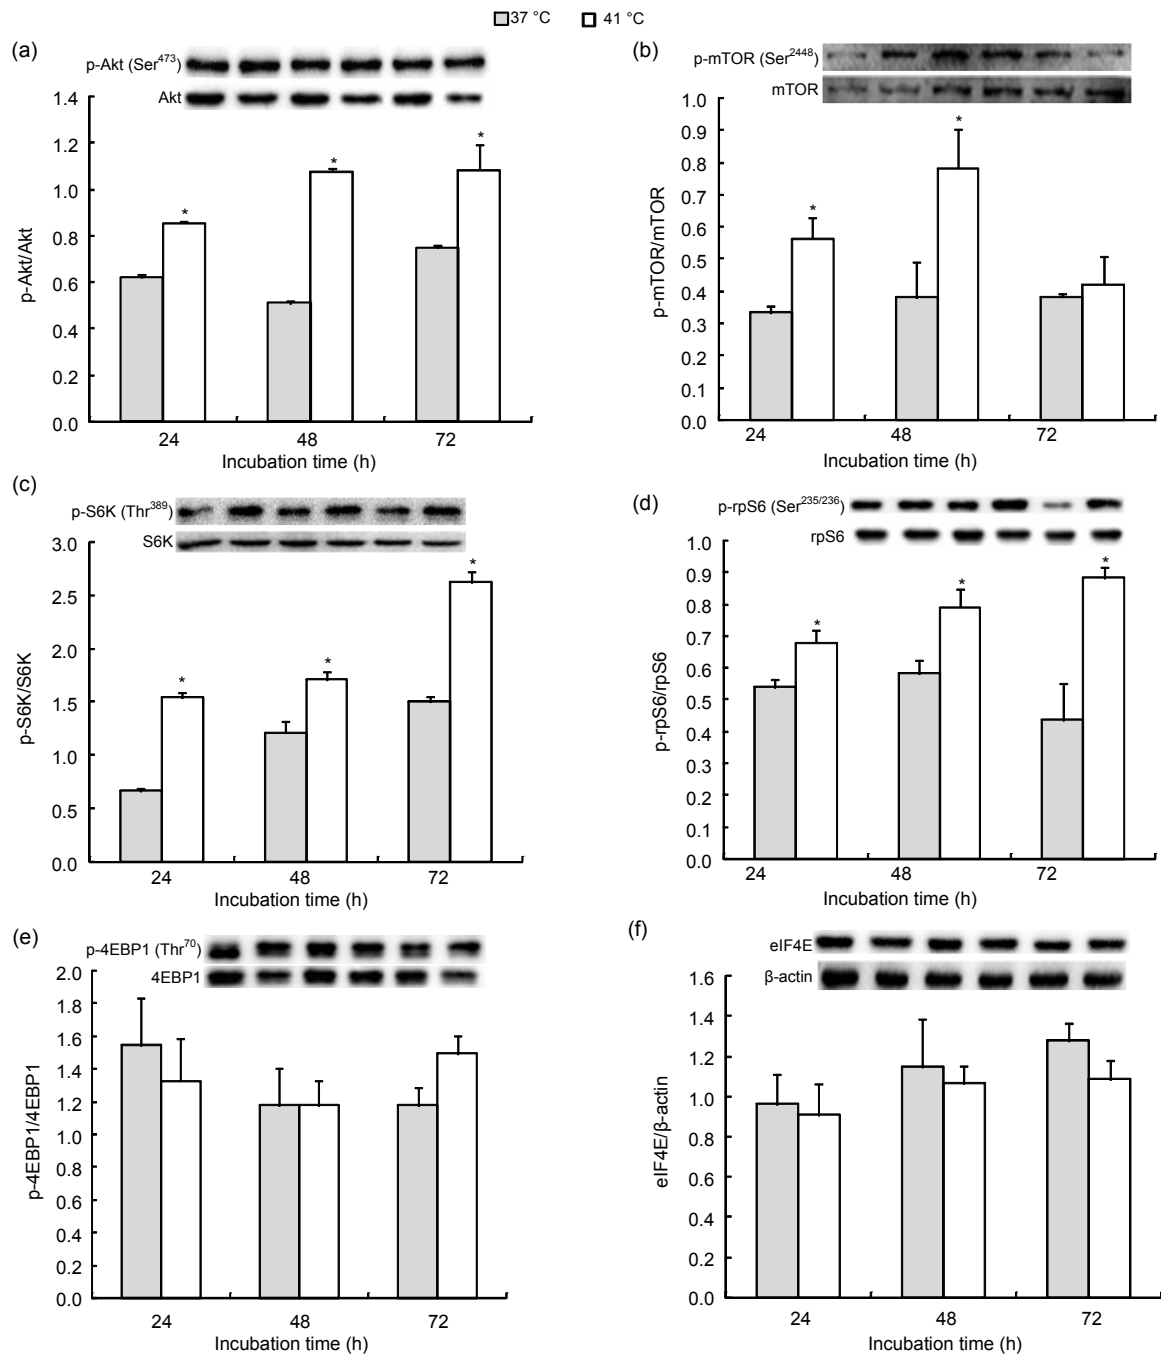 37 °C 41 °C
(a)
p-Akt (Ser473)
Akt
1.4
1.2
1.0
0.8
0.6
0.4
0.2
0.0
p-Akt/Akt
* * *
24 48 72
Incubation time (h)
(b)
p-mTOR (Ser2448)
mTOR
1.0
0.9
0.8
0.7
0.6
0.5
0.4
0.3
0.2
0.1
0.0
p-mTOR/mTOR
* *
24 48 72
Incubation time (h)
(c)
p-S6K (Thr389)
S6K
3.0
2.5
2.0
1.5
1.0
0.5
0.0
p-S6K/S6K
* * *
24 48 72
Incubation time (h)
(d)
p-rpS6 (Ser235/236)
rpS6
1.0
0.9
0.8
0.7
0.6
0.5
0.4
0.3
0.2
0.1
0.0
p-rpS6/rpS6
* * *
24 48 72
Incubation time (h)
(e)
p-4EBP1 (Thr70)
4EBP1
2.0
1.8
1.6
1.4
1.2
1.0
0.8
0.6
0.4
0.2
0.0
p-4EBP1/4EBP1
24 48 72
Incubation time (h)
(f)
eIF4E
β-actin
1.6
1.4
1.2
1.0
0.8
0.6
0.4
0.2
0.0
eIF4E/β-actin
24 48 72
Incubation time (h)